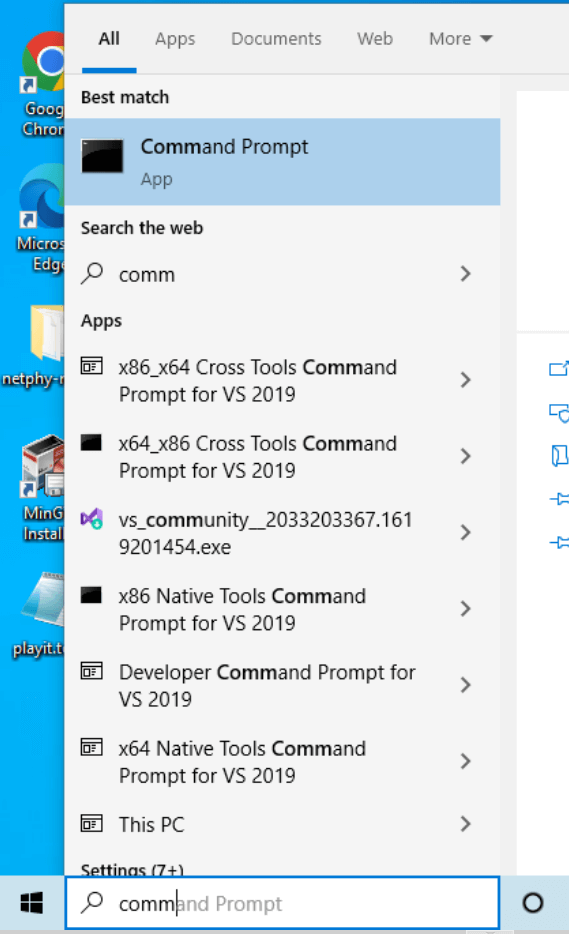 All Apps Documents Web More
Best match
Command Prompt
App
Search the web
comm
Apps
x86_x64 Cross Tools Command
Prompt for VS 2019
x64_x86 Cross Tools Command
Prompt for VS 2019
vs_community__2033203367.161
9201454.exe
x86 Native Tools Command
Prompt for VS 2019
Developer Command Prompt for
VS 2019
x64 Native Tools Command
Prompt for VS 2019
This PC
Settings (7+)
command Prompt
Goog
Chron
Micros
Edge
netphy-
MinG
Install
playit.t